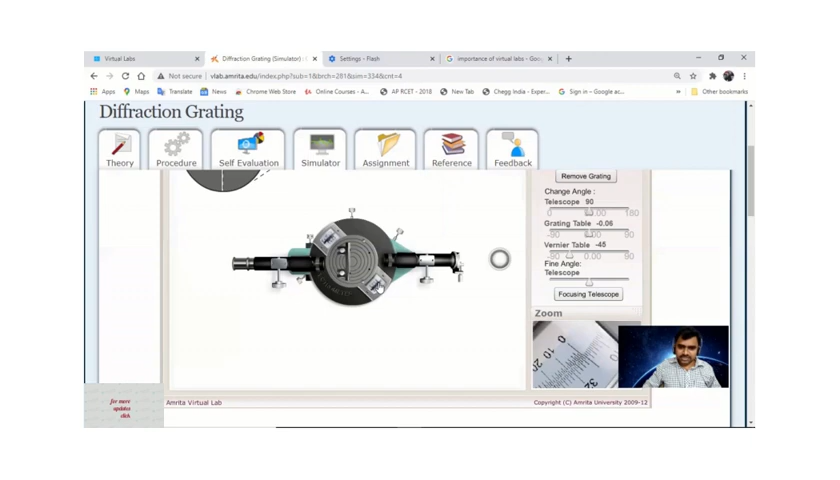 Virtual Labs
Diffraction Grating (Simulator) :
Settings - Flash
importance of virtual labs - Goog
Not secure
vlab.amrita.edu/index.php?sub=1&brch=281&sim=334&cnt=4
Apps
Maps
Translate
News
Chrome Web Store
Online Courses - A...
AP RCET - 2018
New Tab
Chegg India - Exper...
Sign in – Google ac...
Other bookmarks
Diffraction Grating
Theory
Procedure
Self Evaluation
Simulator
Assignment
Reference
Feedback
Remove Grating
Change Angle :
Telescope 90
0 180
Grating Table -0.06
-90 90
Vernier Table -45
-90 0.00 90
Fine Angle:
Telescope
Focusing Telescope
Zoom
0 10 20
for more
updates
click
Amrita Virtual Lab
Copyright (C) Amrita University 2009-12